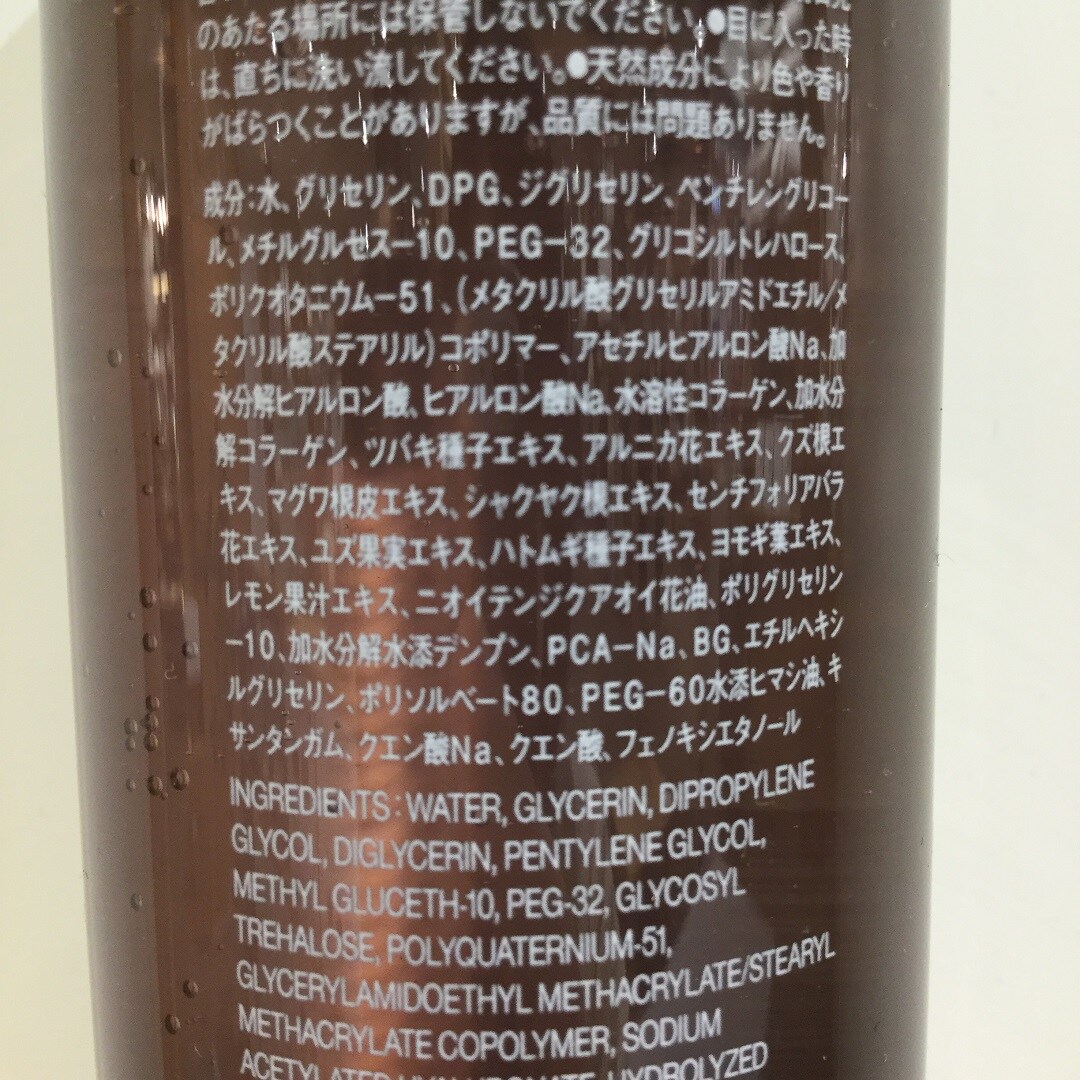 のあたる場所には保管しないでください。●目に入った時
は、直ちに洗い流してください。●天然成分により色や香り
がばらつくことがありますが、品質には問題ありません。
成分：水、グリセリン、DPG、ジグリセリン、ペンチレングリコー
ル、メチルグルセス－10、PEG－32、グリコシルトレハロース、
ポリクオタニウム－51、（メタクリル酸グリセリルアミドエチル/メ
タクリル酸ステアリル）コポリマー、アセチルヒアルロン酸Na、加
水分解ヒアルロン酸、ヒアルロン酸Na、水溶性コラーゲン、加水分
解コラーゲン、ツバキ種子エキス、アルニカ花エキス、クズ根エ
キス、マグワ根皮エキス、シャクヤク根エキス、センチフォリアバラ
花エキス、ユズ果実エキス、ハトムギ種子エキス、ヨモギ葉エキス、
レモン果汁エキス、ニオイテンジクアオイ花油、ポリグリセリン
－10、加水分解水添デンプン、PCA－Na、BG、エチルヘキシ
ルグリセリン、ポリソルベート80、PEG－60水添ヒマシ油、キ
サンタンガム、クエン酸Na、クエン酸、フェノキシエタノール
INGREDIENTS : WATER, GLYCERIN, DIPROPYLENE
GLYCOL, DIGLYCERIN, PENTYLENE GLYCOL,
METHYL GLUCETH-10, PEG-32, GLYCOSYL
TREHALOSE, POLYQUATERNIUM-51,
GLYCERYLAMIDOETHYL METHACRYLATE/STEARYL
METHACRYLATE COPOLYMER, SODIUM
ACETYLATED HYALURONATE, HYDROLYZED